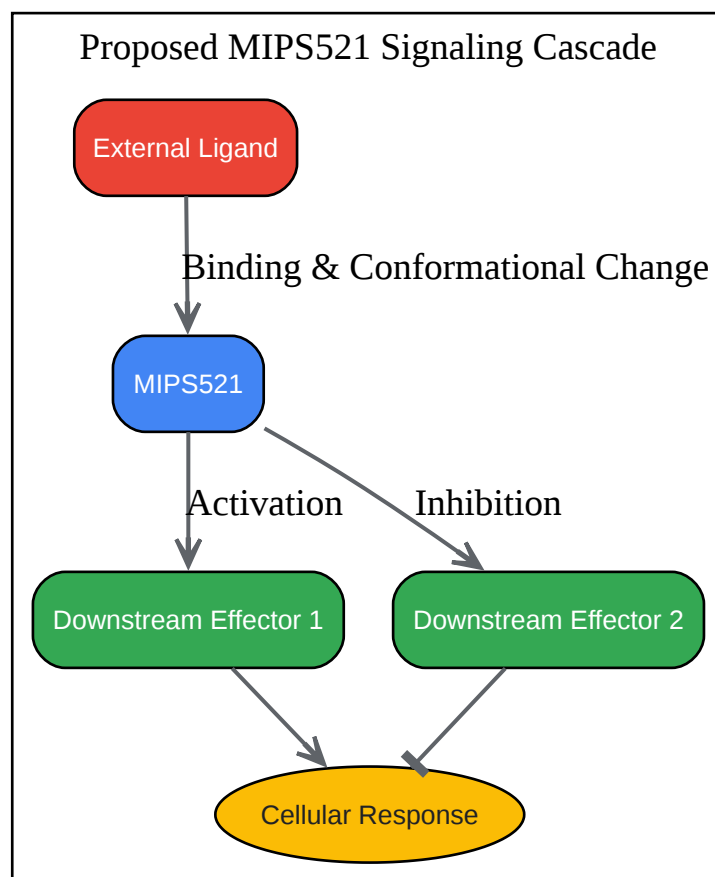 Proposed MIPS521 Signaling Cascade
External Ligand
Binding & Conformational Change
MIPS521
Activation
Inhibition
Downstream Effector 1
Downstream Effector 2
Cellular Response